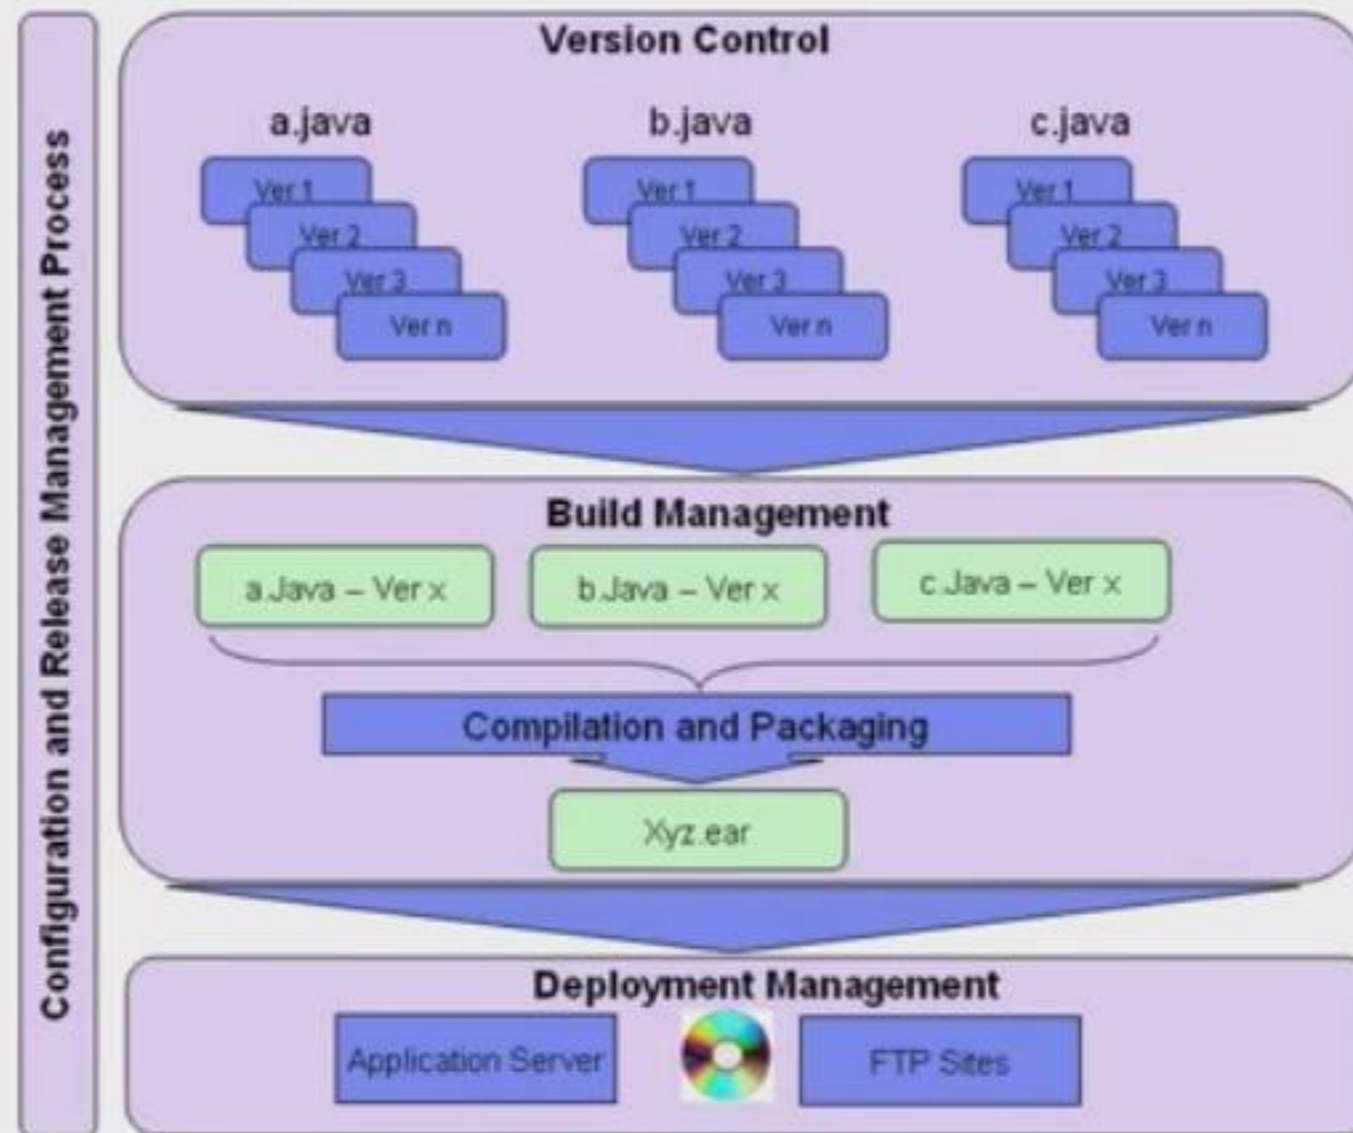 Configuration and Release Management Process
Version Control
a.java
b.java
c.java
Ver 1
Ver 2
Ver 3
Ver n
Ver 1
Ver 2
Ver 3
Ver n
Ver 1
Ver 2
Ver 3
Ver n
Build Management
a.Java – Ver x
b.Java – Ver x
c.Java – Ver x
Compilation and Packaging
Xyz.ear
Deployment Management
Application Server
FTP Sites